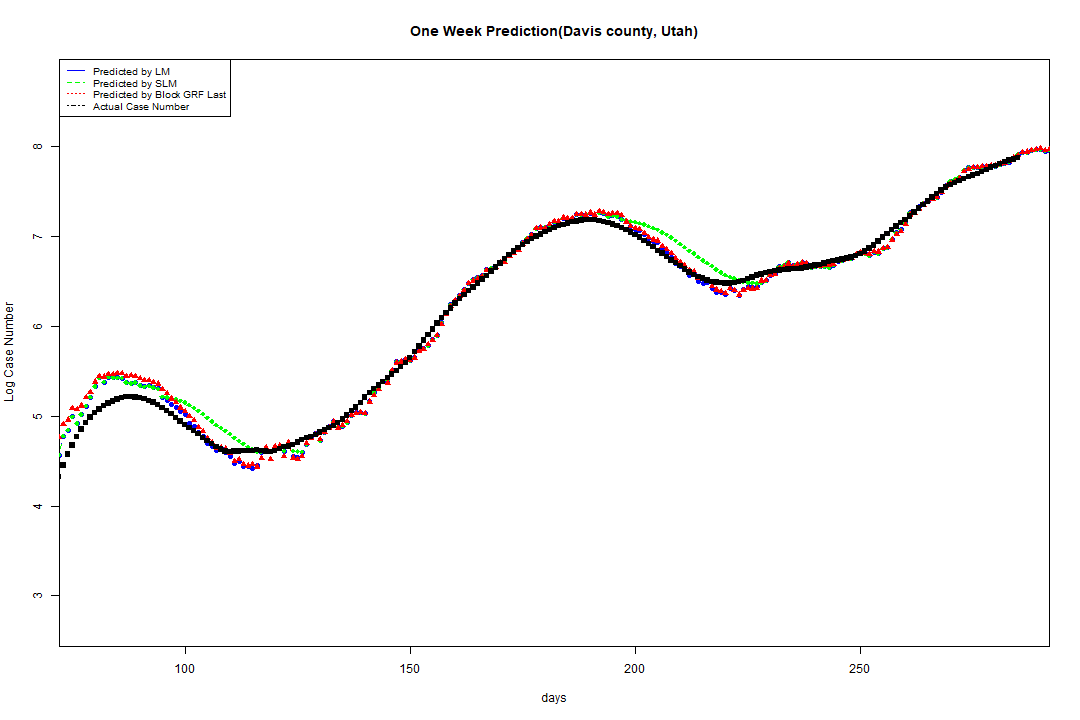 One Week Prediction(Davis county, Utah)
Predicted by LM
Predicted by SLM
Predicted by Block GRF Last
Actual Case Number
8
7
6
5
4
3
Log Case Number
100 150 200 250
days